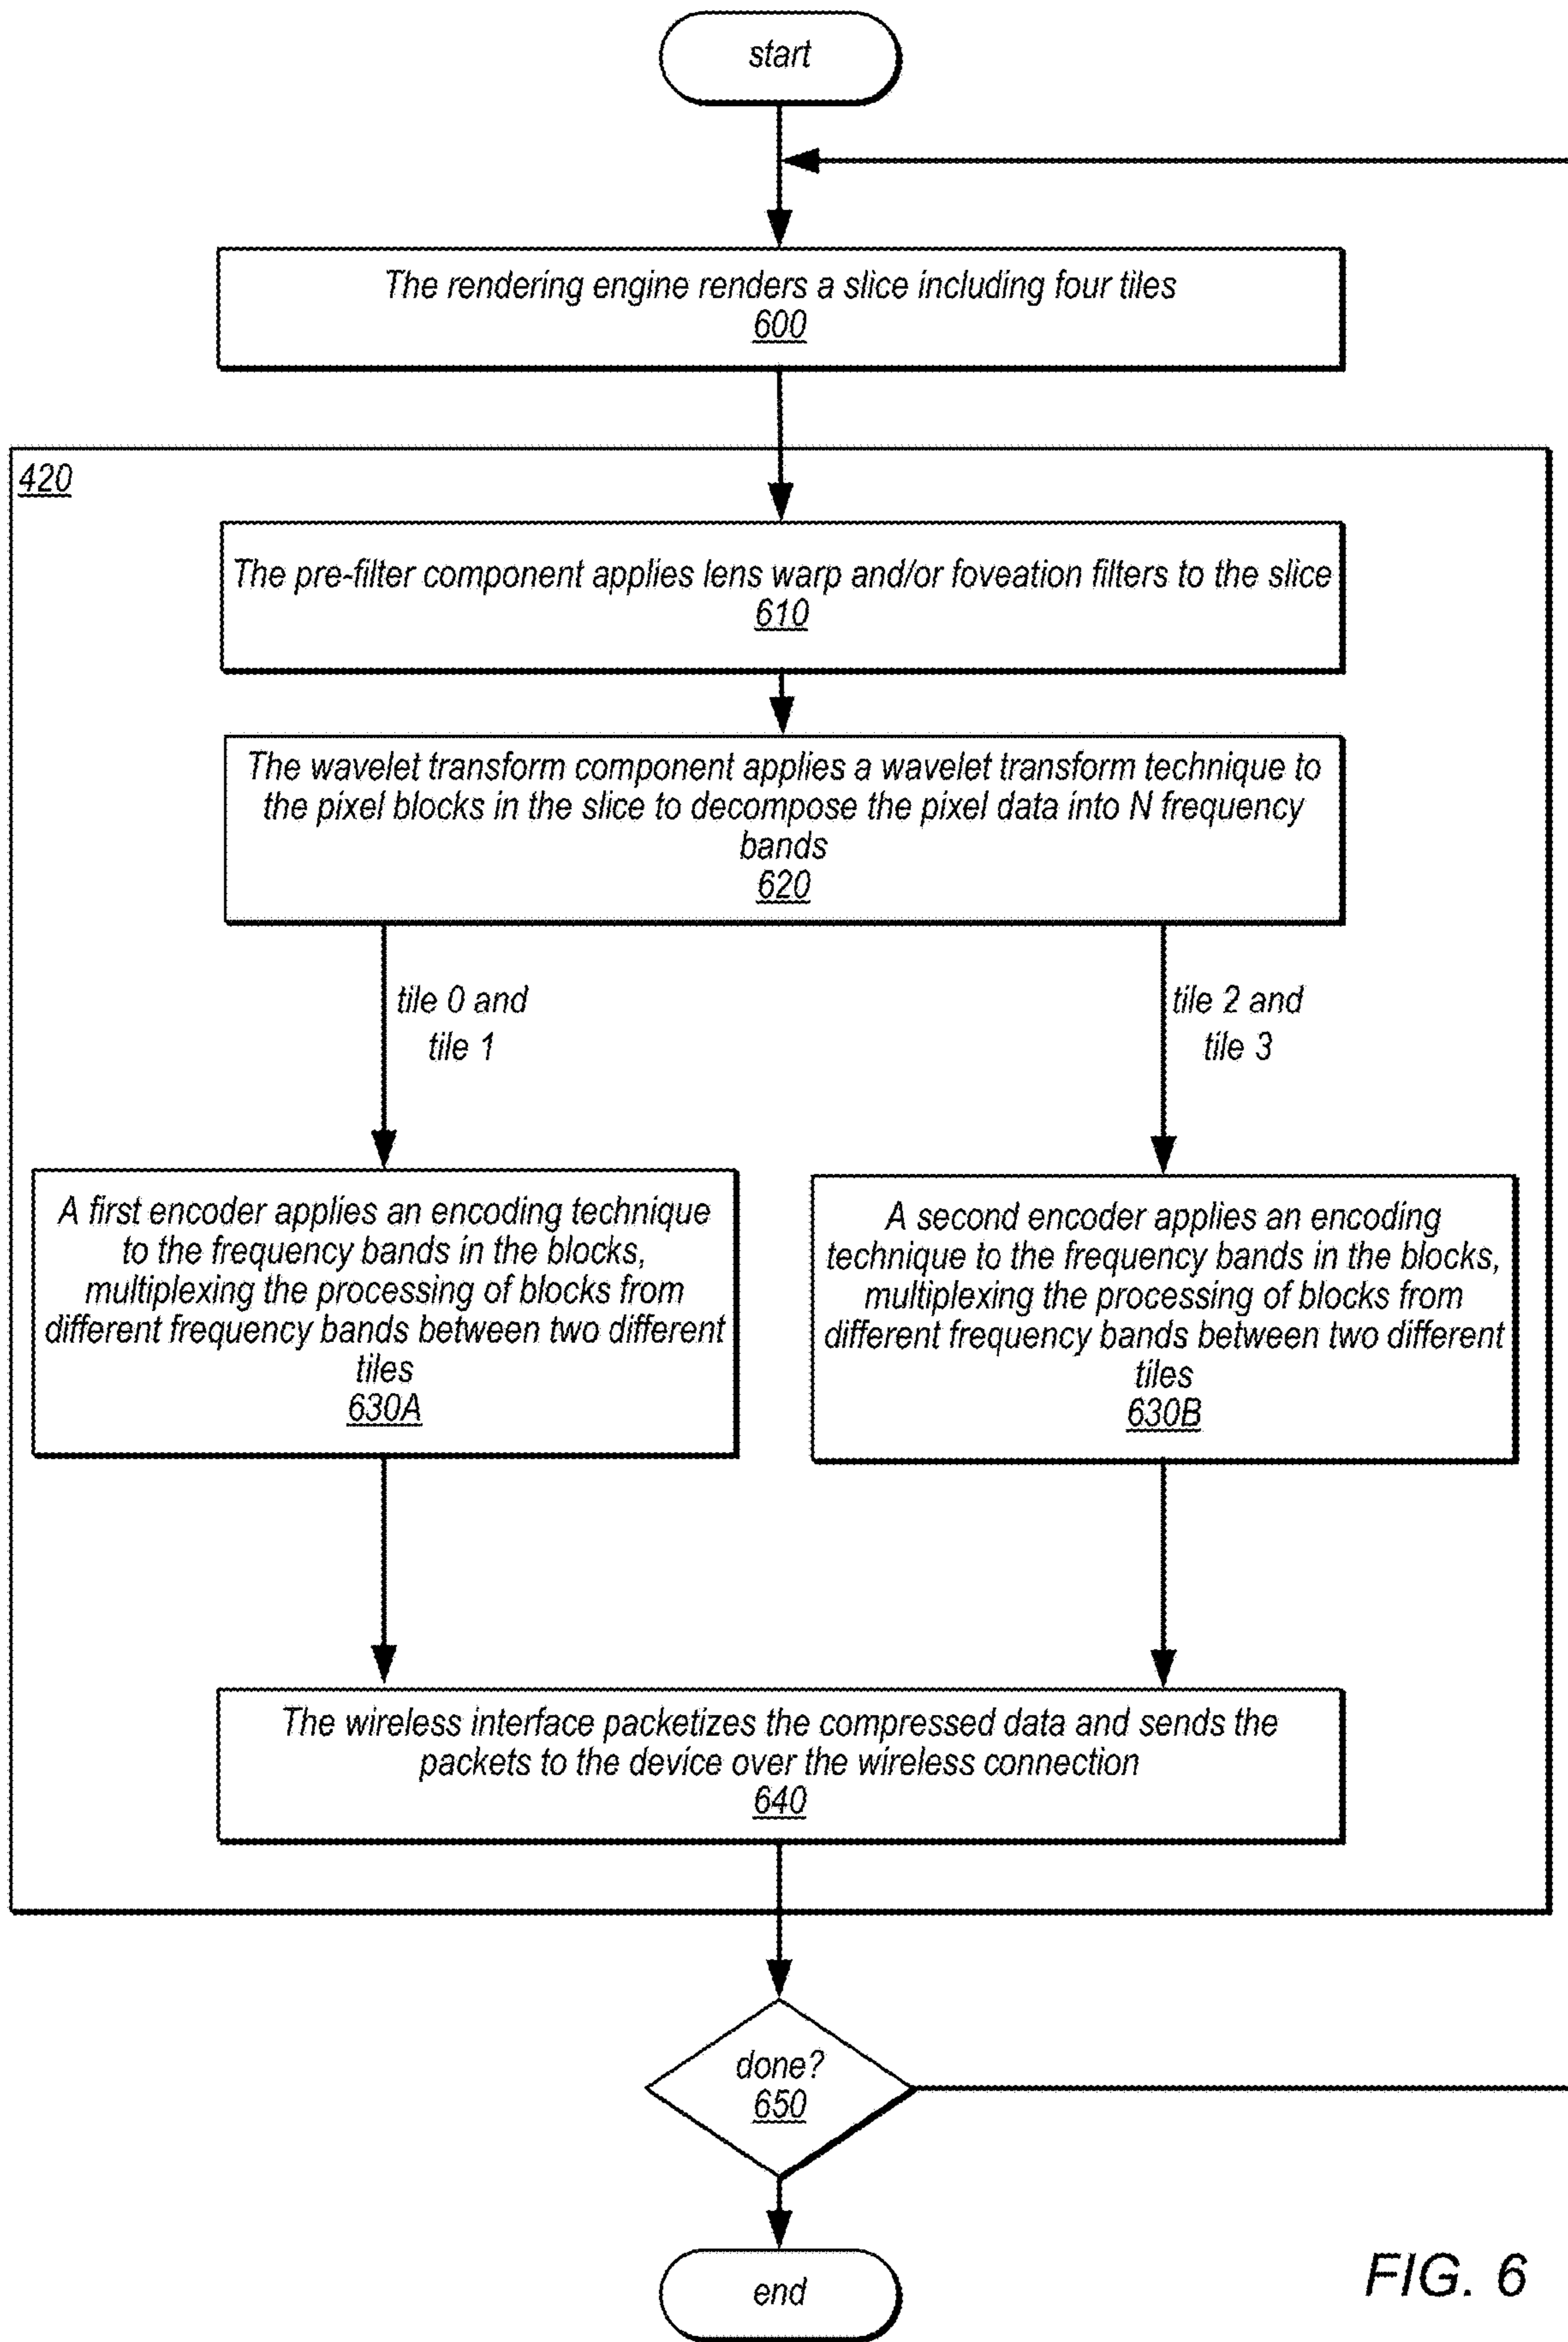 start
The rendering engine renders a slice including four tiles
600
420
The pre-filter component applies lens warp and/or foveation filters to the slice
610
The wavelet transform component applies a wavelet transform technique to
the pixel blocks in the slice to decompose the pixel data into N frequency
bands
620
tile 0 and
tile 1
tile 2 and
tile 3
A first encoder applies an encoding technique
to the frequency bands in the blocks,
multiplexing the processing of blocks from
different frequency bands between two different
tiles
630A
A second encoder applies an encoding
technique to the frequency bands in the blocks,
multiplexing the processing of blocks from
different frequency bands between two different
tiles
630B
The wireless interface packetizes the compressed data and sends the
packets to the device over the wireless connection
640
done?
650
end
FIG. 6